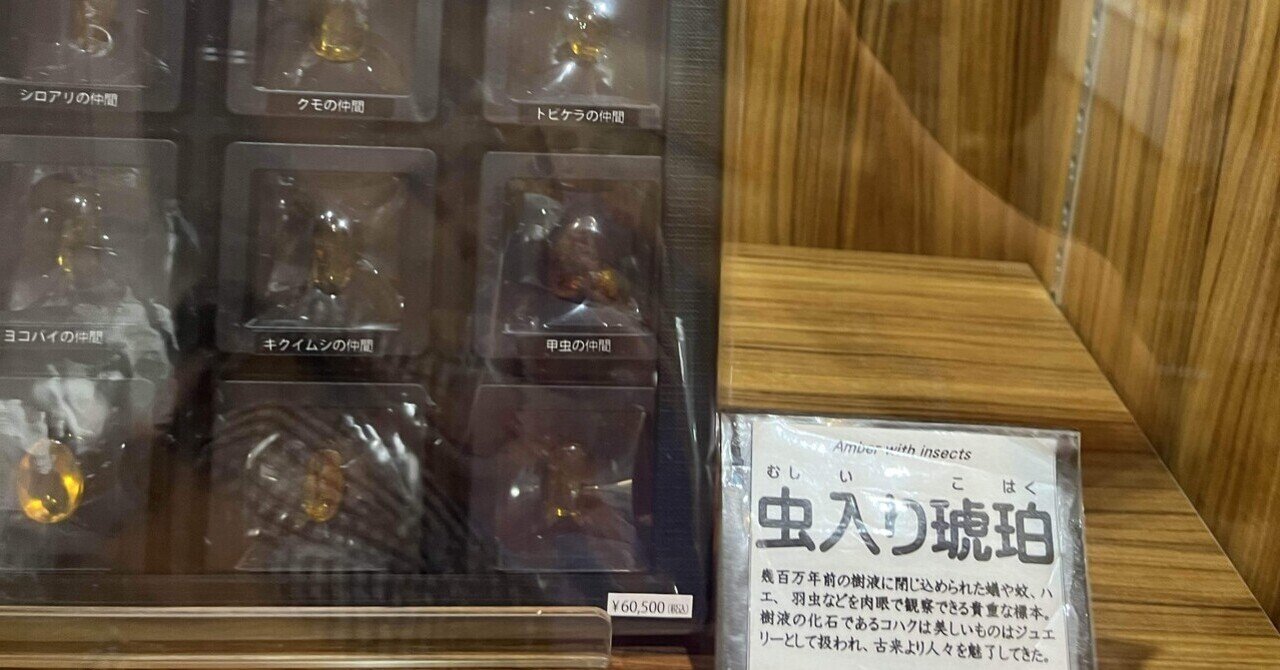 シロアリの仲間
クモの仲間
トビケラの仲間
ヨコバイの仲間
キクイムシの仲間
甲虫の仲間
¥60,500(税込)
Amber with insects
むし い こ はく
虫入り琥珀
幾百万年前の樹液に閉じ込められた蟻や蚊、ハ
エ、羽虫などを肉眼で観察できる貴重な標本。
樹液の化石であるコハクは美しいものはジュエ
リーとして扱われ、古来より人々を魅了してきた。